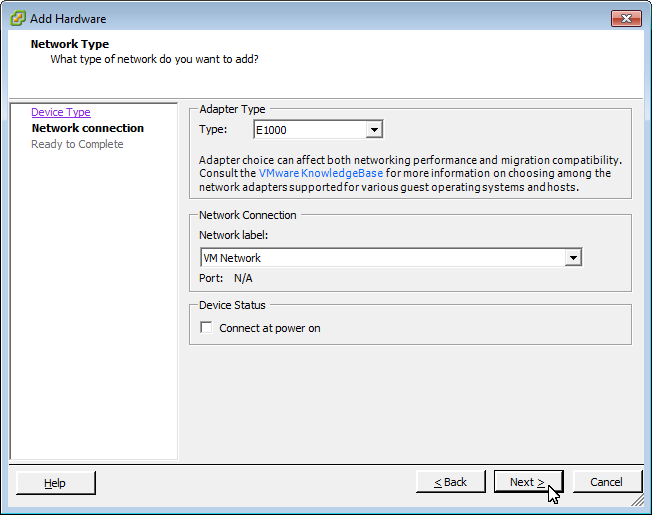 Add Hardware
Network Type
What type of network do you want to add?
Device Type
Network connection
Ready to Complete
Adapter Type
Type: E1000
Adapter choice can affect both networking performance and migration compatibility.
Consult the VMware KnowledgeBase for more information on choosing among the
network adapters supported for various guest operating systems and hosts.
Network Connection
Network label:
VM Network
Port: N/A
Device Status
Connect at power on
Help
< Back
Next >
Cancel